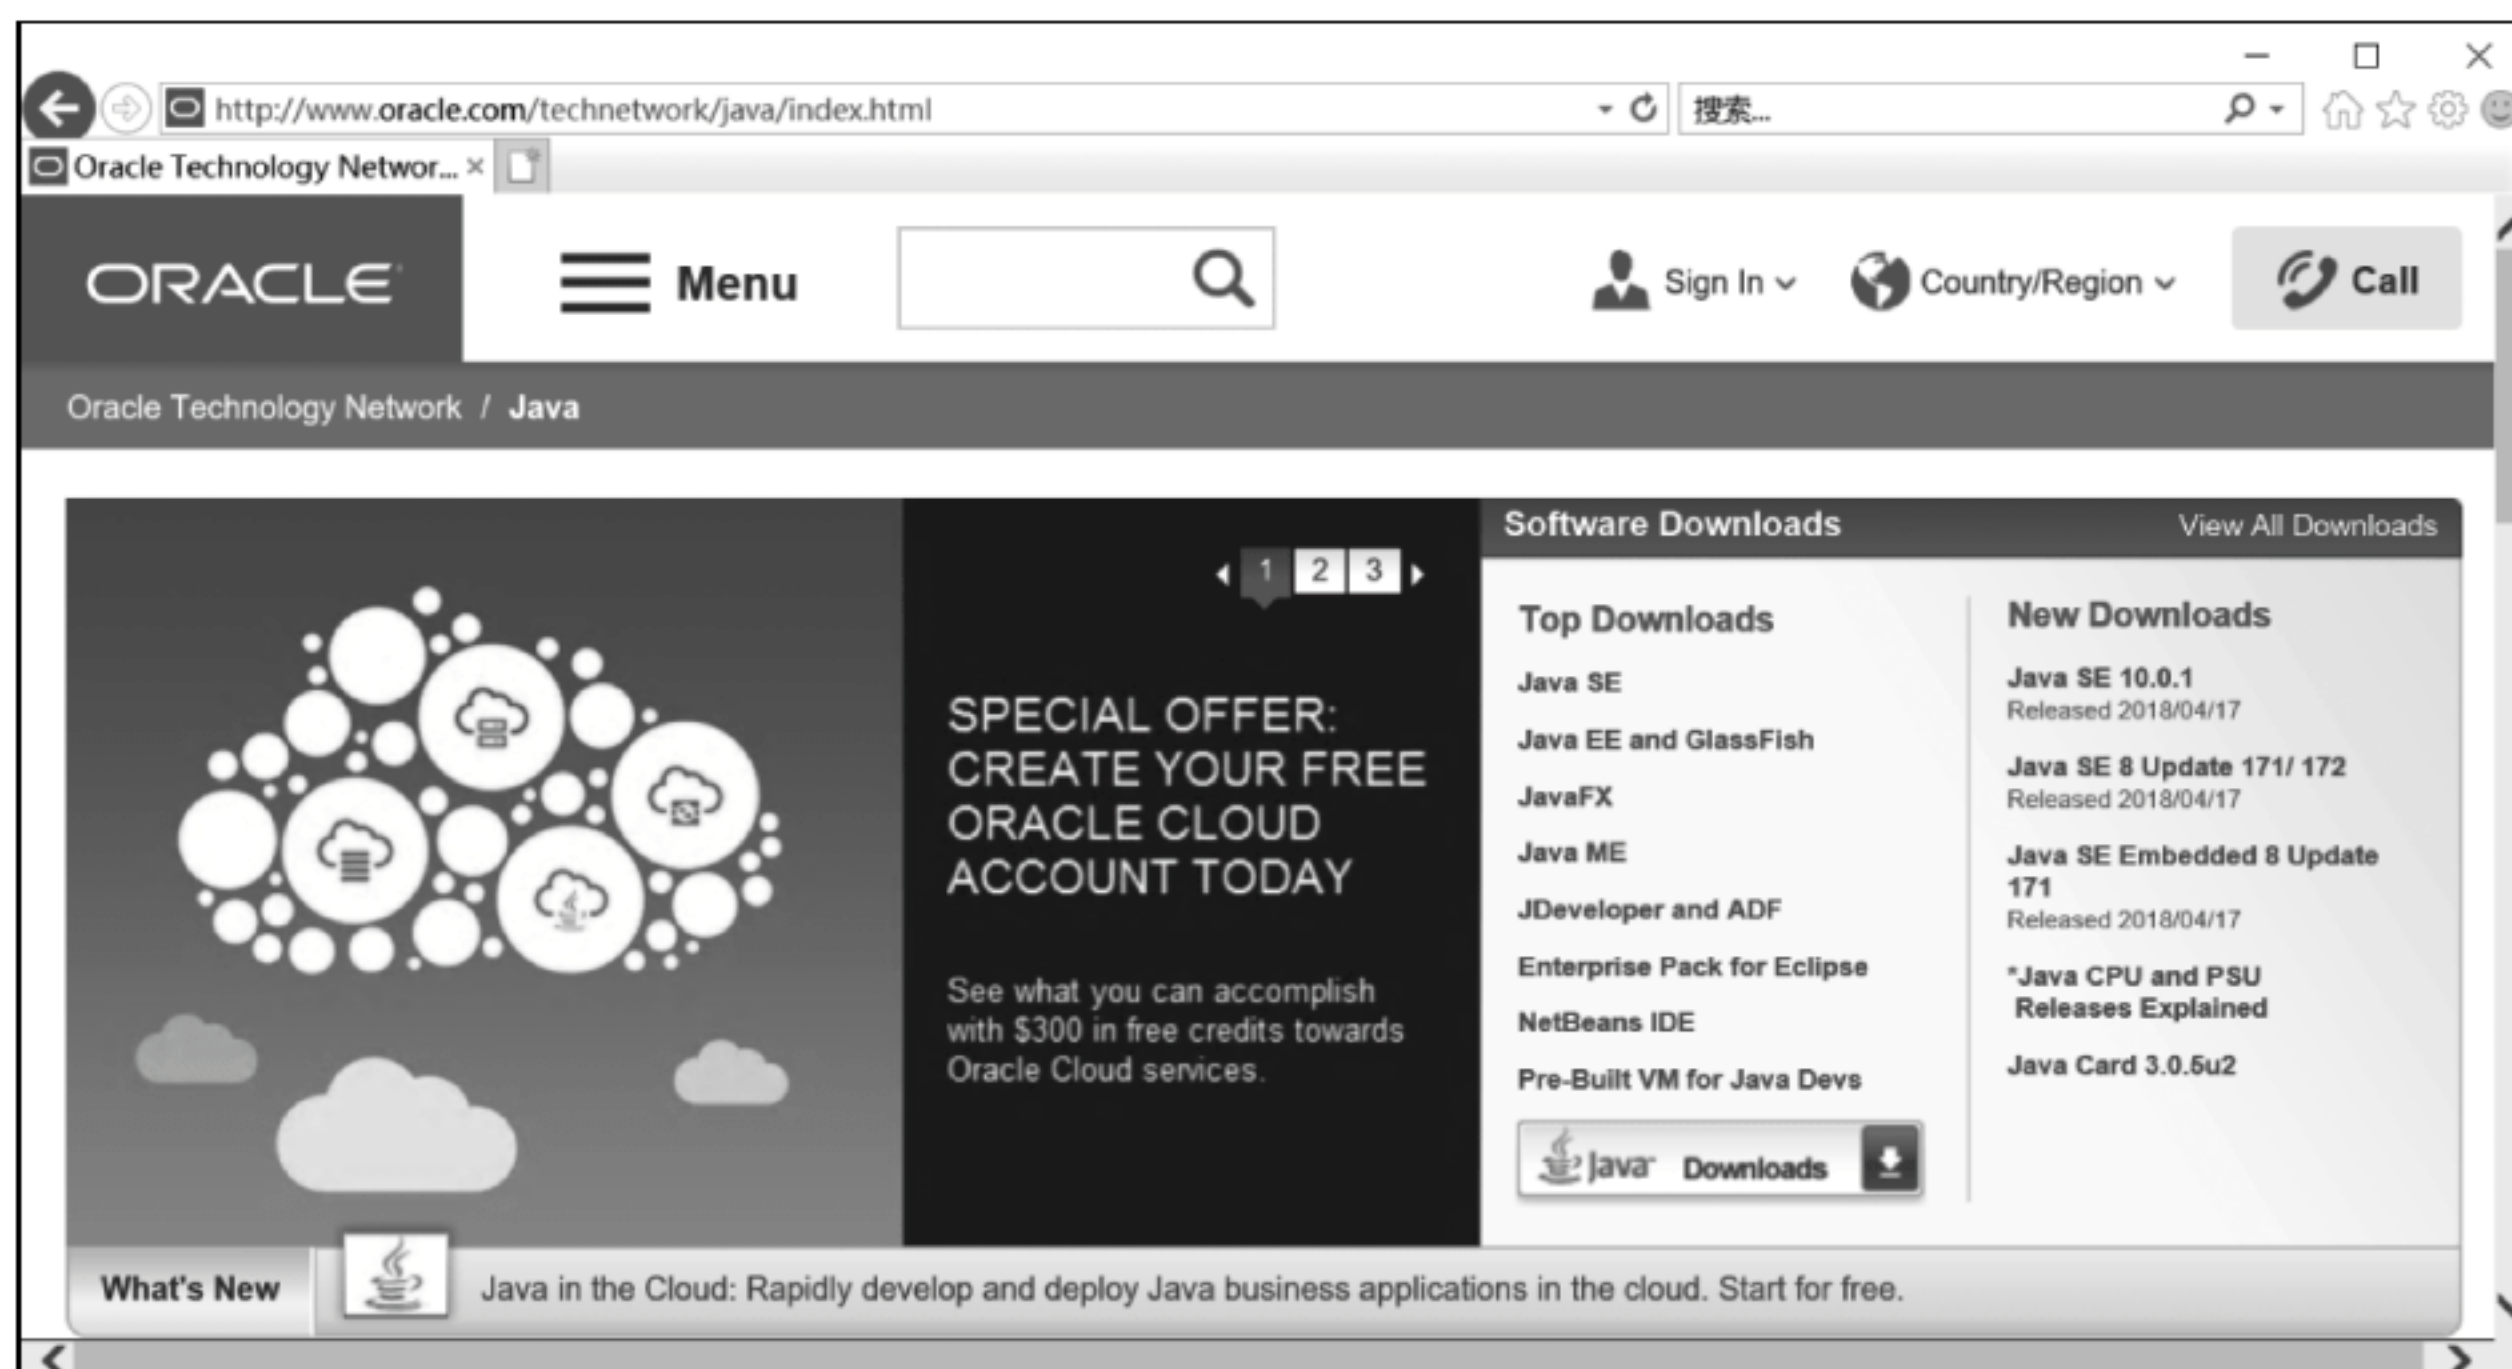 http://www.oracle.com/technetwork/java/index.html
搜索...
Oracle Technology Networ...
ORACLE
Menu
Sign In
Country/Region
Call
Oracle Technology Network / Java
1 2 3
SPECIAL OFFER:
CREATE YOUR FREE
ORACLE CLOUD
ACCOUNT TODAY
See what you can accomplish
with $300 in free credits towards
Oracle Cloud services.
Software Downloads
View All Downloads
Top Downloads
Java SE
Java EE and GlassFish
JavaFX
Java ME
JDeveloper and ADF
Enterprise Pack for Eclipse
NetBeans IDE
Pre-Built VM for Java Devs
Java Downloads
New Downloads
Java SE 10.0.1
Released 2018/04/17
Java SE 8 Update 171/ 172
Released 2018/04/17
Java SE Embedded 8 Update
171
Released 2018/04/17
*Java CPU and PSU
Releases Explained
Java Card 3.0.5u2
What's New
Java in the Cloud: Rapidly develop and deploy Java business applications in the cloud. Start for free.